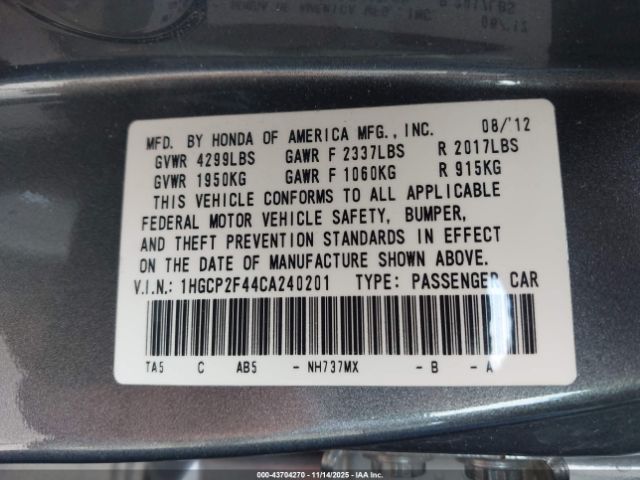 MFD. BY HONDA OF AMERICA MFG., INC. 08/'12
GVWR 4299LBS GAWR F 2337LBS R 2017LBS
GVWR 1950KG GAWR F 1060KG R 915KG
THIS VEHICLE CONFORMS TO ALL APPLICABLE
FEDERAL MOTOR VEHICLE SAFETY, BUMPER,
AND THEFT PREVENTION STANDARDS IN EFFECT
ON THE DATE OF MANUFACTURE SHOWN ABOVE.
V.I.N.: 1HGCP2F44CA240201 TYPE: PASSENGER CAR
TA5 C AB5 - NH737MX - B - A
000-43704270 - 11/14/2025 - IAAI.COM